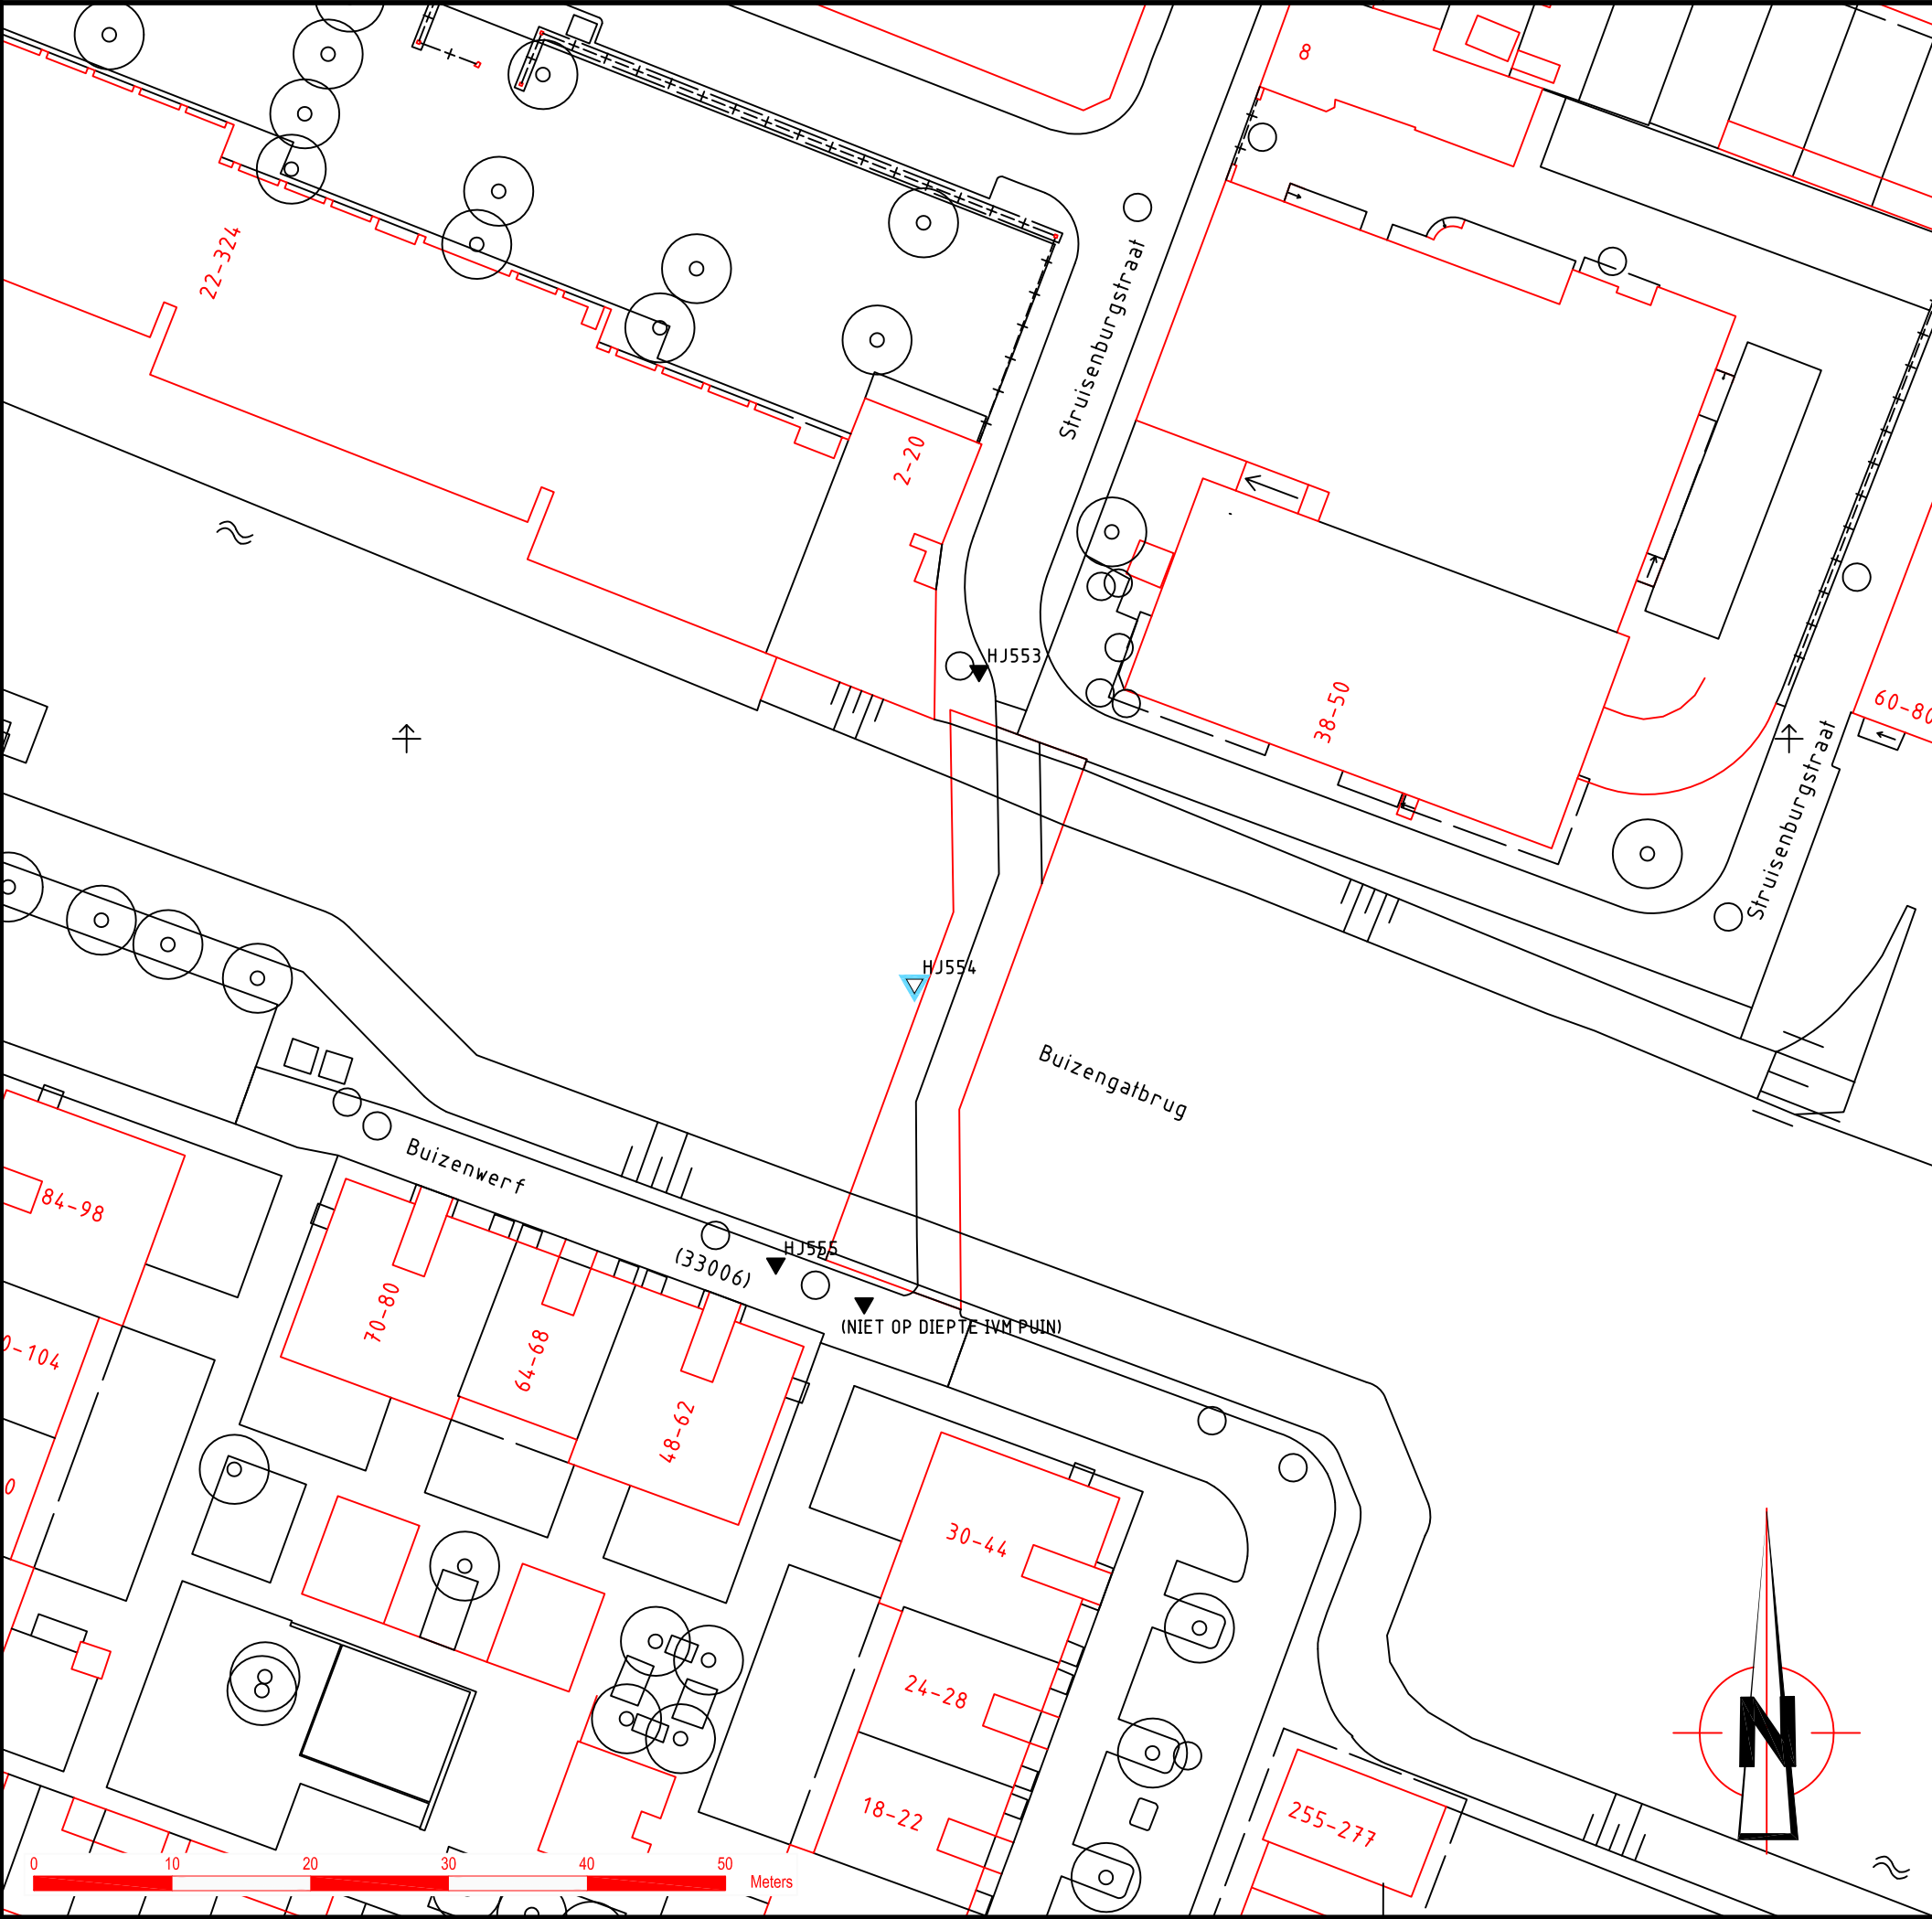 8
22-324
Struisenburgstraat
2-20
HJ553
38-50
60-80
Struisenburgstraat
HJ554
Buizengatbrug
Buizenwerf
84-98
HJ555
(33006)
(NIET OP DIEPTE IVM PUIN)
70-80
0-104
64-68
48-62
0
30-44
24-28
18-22
255-277
N
0 10 20 30 40 50 Meters